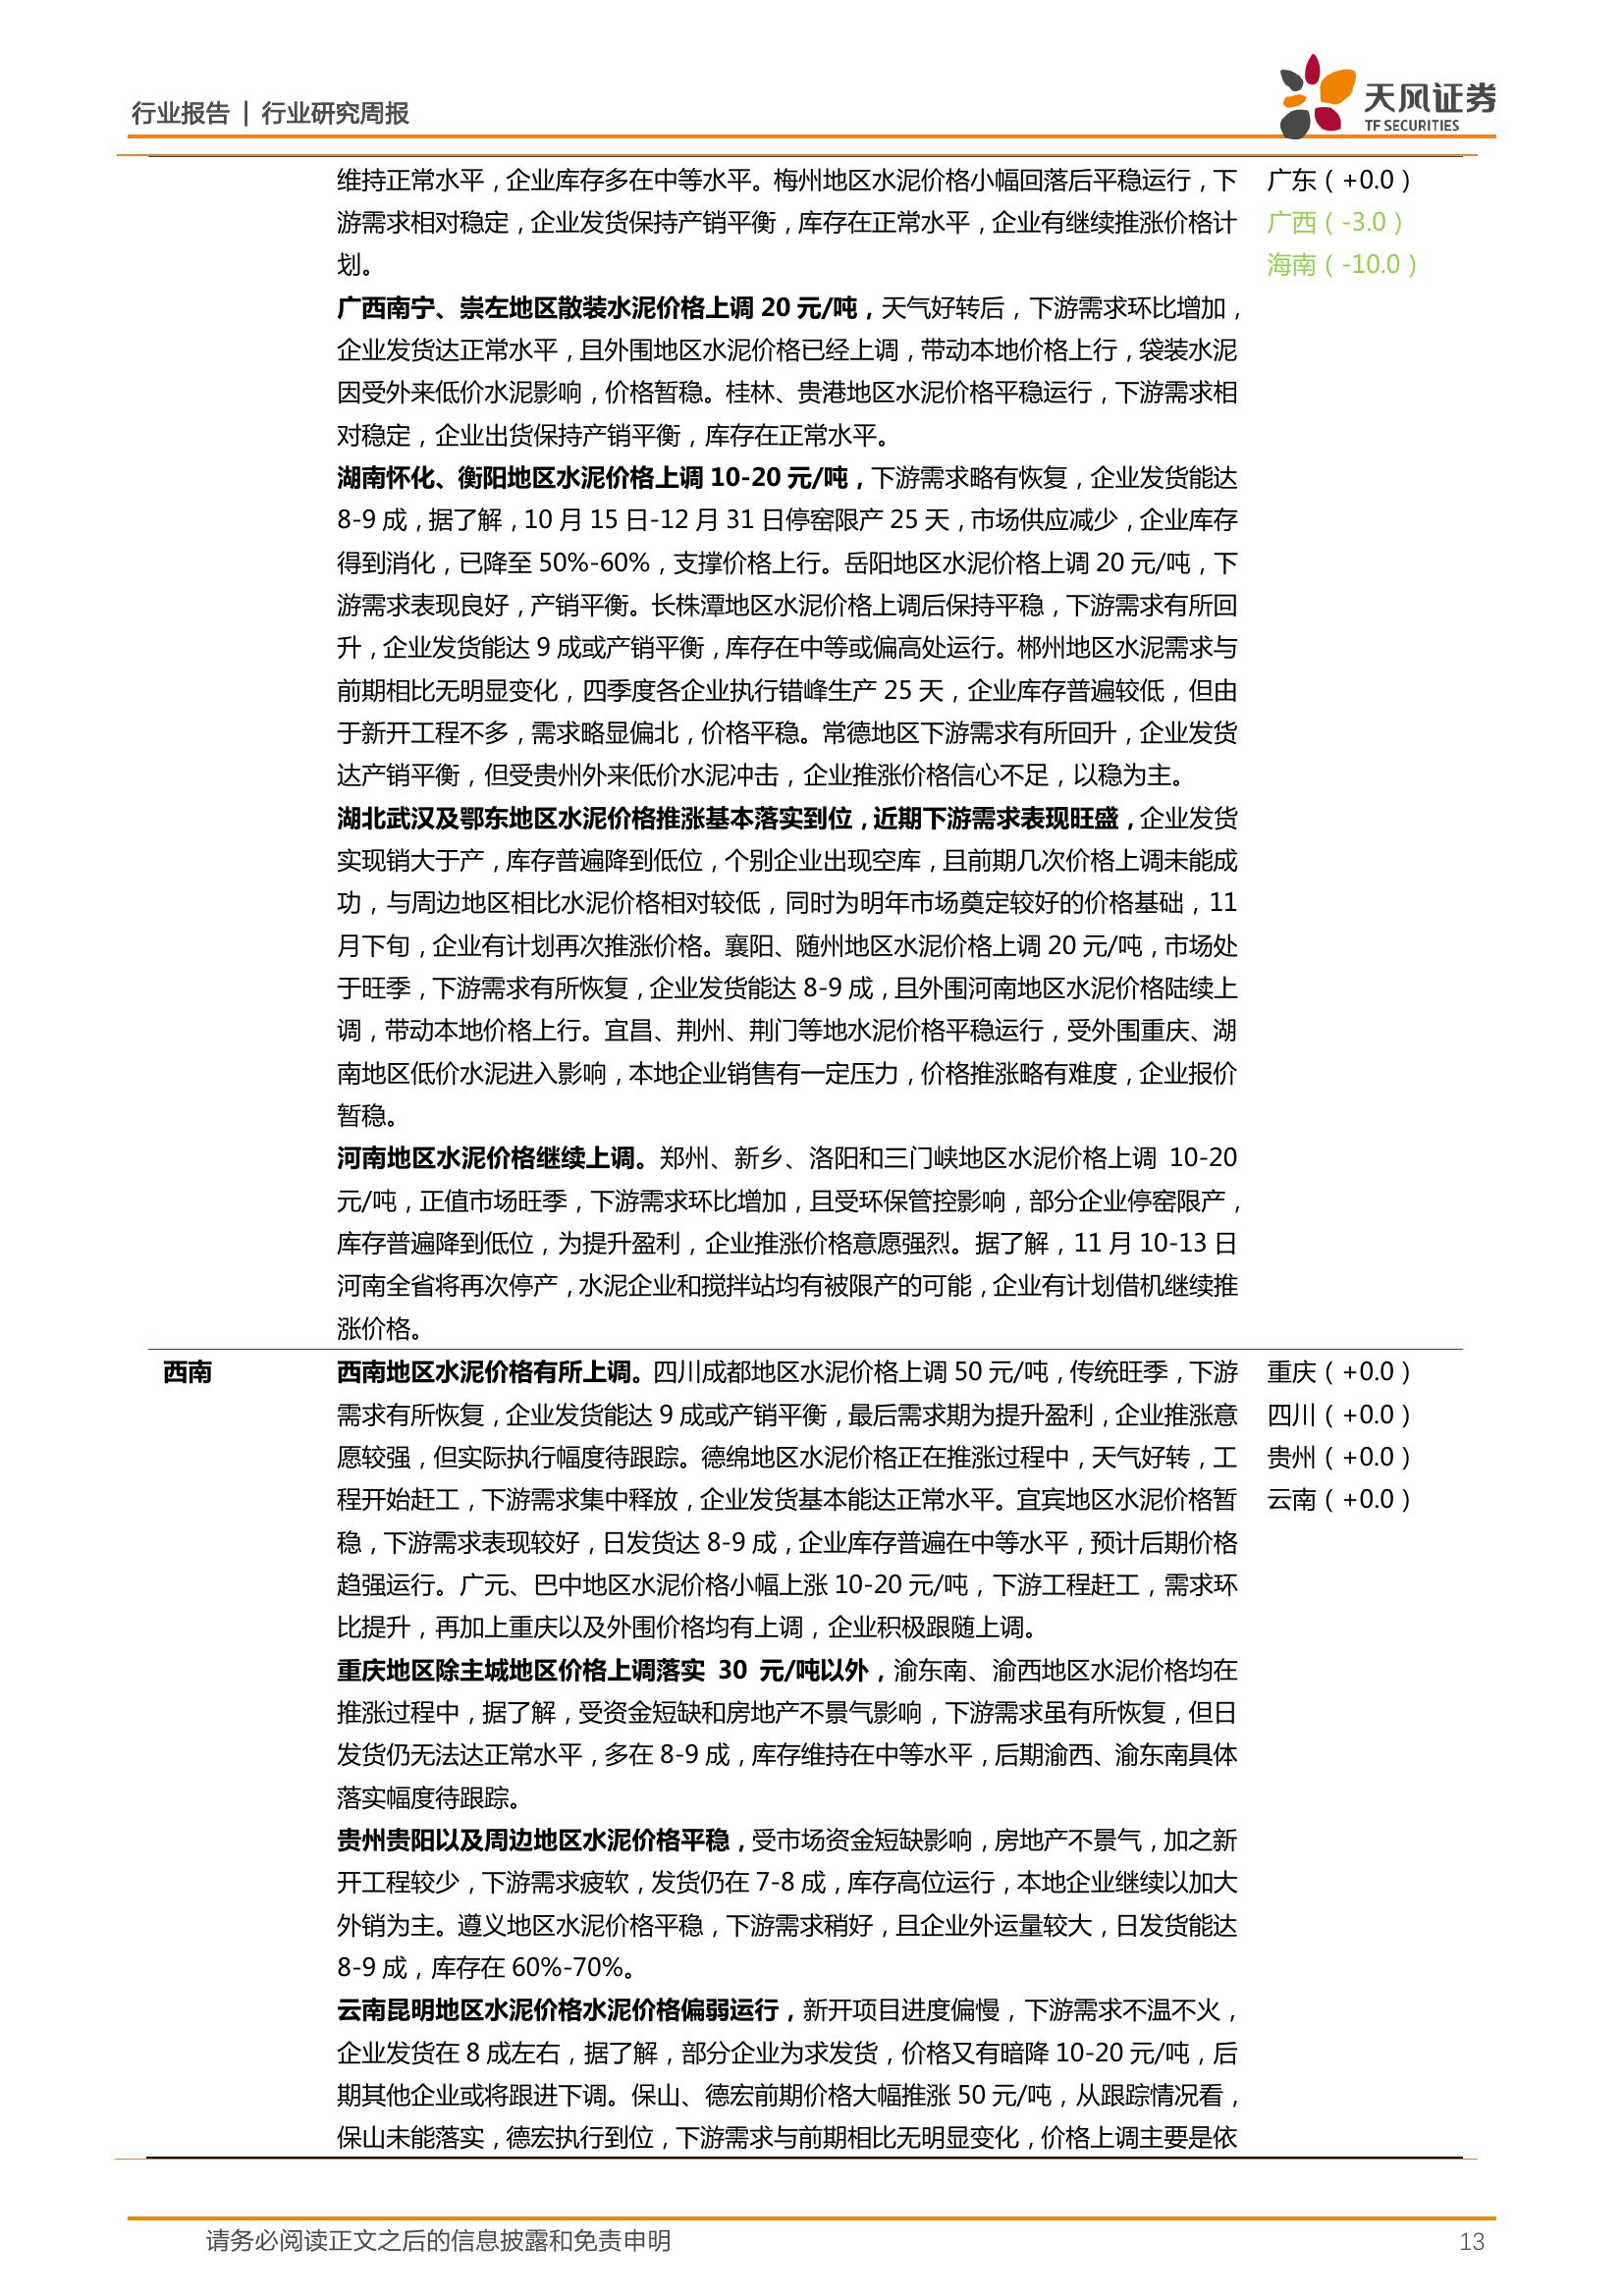 行业报告 | 行业研究周报
天风证券
TF SECURITIES
维持正常水平，企业库存多在中等水平。梅州地区水泥价格小幅回落后平稳运行，下
游需求相对稳定，企业发货保持产销平衡，库存在正常水平，企业有继续推涨价格计
划。
广西南宁、崇左地区散装水泥价格上调 20 元/吨，天气好转后，下游需求环比增加，
企业发货达正常水平，且外围地区水泥价格已经上调，带动本地价格上行，袋装水泥
因受外来低价水泥影响，价格暂稳。桂林、贵港地区水泥价格平稳运行，下游需求相
对稳定，企业出货保持产销平衡，库存在正常水平。
湖南怀化、衡阳地区水泥价格上调 10-20 元/吨，下游需求略有恢复，企业发货能达
8-9 成，据了解，10 月 15 日-12 月 31 日停窑限产 25 天，市场供应减少，企业库存
得到消化，已降至 50%-60%，支撑价格上行。岳阳地区水泥价格上调 20 元/吨，下
游需求表现良好，产销平衡。长株潭地区水泥价格上调后保持平稳，下游需求有所回
升，企业发货能达 9 成或产销平衡，库存在中等或偏高处运行。郴州地区水泥需求与
前期相比无明显变化，四季度各企业执行错峰生产 25 天，企业库存普遍较低，但由
于新开工程不多，需求略显偏北，价格平稳。常德地区下游需求有所回升，企业发货
达产销平衡，但受贵州外来低价水泥冲击，企业推涨价格信心不足，以稳为主。
湖北武汉及鄂东地区水泥价格推涨基本落实到位，近期下游需求表现旺盛，企业发货
实现销大于产，库存普遍降到低位，个别企业出现空库，且前期几次价格上调未能成
功，与周边地区相比水泥价格相对较低，同时为明年市场奠定较好的价格基础，11
月下旬，企业有计划再次推涨价格。襄阳、随州地区水泥价格上调 20 元/吨，市场处
于旺季，下游需求有所恢复，企业发货能达 8-9 成，且外围河南地区水泥价格陆续上
调，带动本地价格上行。宜昌、荆州、荆门等地水泥价格平稳运行，受外围重庆、湖
南地区低价水泥进入影响，本地企业销售有一定压力，价格推涨略有难度，企业报价
暂稳。
河南地区水泥价格继续上调。郑州、新乡、洛阳和三门峡地区水泥价格上调 10-20
元/吨，正值市场旺季，下游需求环比增加，且受环保管控影响，部分企业停窑限产，
库存普遍降到低位，为提升盈利，企业推涨价格意愿强烈。据了解，11 月 10-13 日
河南全省将再次停产，水泥企业和搅拌站均有被限产的可能，企业有计划借机继续推
涨价格。
广东（+0.0）
广西（-3.0）
海南（-10.0）
西南
西南地区水泥价格有所上调。四川成都地区水泥价格上调 50 元/吨，传统旺季，下游
需求有所恢复，企业发货能达 9 成或产销平衡，最后需求期为提升盈利，企业推涨意
愿较强，但实际执行幅度待跟踪。德绵地区水泥价格正在推涨过程中，天气好转，工
程开始赶工，下游需求集中释放，企业发货基本能达正常水平。宜宾地区水泥价格暂
稳，下游需求表现较好，日发货达 8-9 成，企业库存普遍在中等水平，预计后期价格
趋强运行。广元、巴中地区水泥价格小幅上涨 10-20 元/吨，下游工程赶工，需求环
比提升，再加上重庆以及外围价格均有上调，企业积极跟随上调。
重庆地区除主城地区价格上调落实 30 元/吨以外，渝东南、渝西地区水泥价格均在
推涨过程中，据了解，受资金短缺和房地产不景气影响，下游需求虽有所恢复，但日
发货仍无法达正常水平，多在 8-9 成，库存维持在中等水平，后期渝西、渝东南具体
落实幅度待跟踪。
贵州贵阳以及周边地区水泥价格平稳，受市场资金短缺影响，房地产不景气，加之新
开工程较少，下游需求疲软，发货仍在 7-8 成，库存高位运行，本地企业继续以加大
外销为主。遵义地区水泥价格平稳，下游需求稍好，且企业外运量较大，日发货能达
8-9 成，库存在 60%-70%。
云南昆明地区水泥价格水泥价格偏弱运行，新开项目进度偏慢，下游需求不温不火，
企业发货在 8 成左右，据了解，部分企业为求发货，价格又有暗降 10-20 元/吨，后
期其他企业或将跟进下调。保山、德宏前期价格大幅推涨 50 元/吨，从跟踪情况看，
保山未能落实，德宏执行到位，下游需求与前期相比无明显变化，价格上调主要是依
重庆（+0.0）
四川（+0.0）
贵州（+0.0）
云南（+0.0）
请务必阅读正文之后的信息披露和免责申明
13